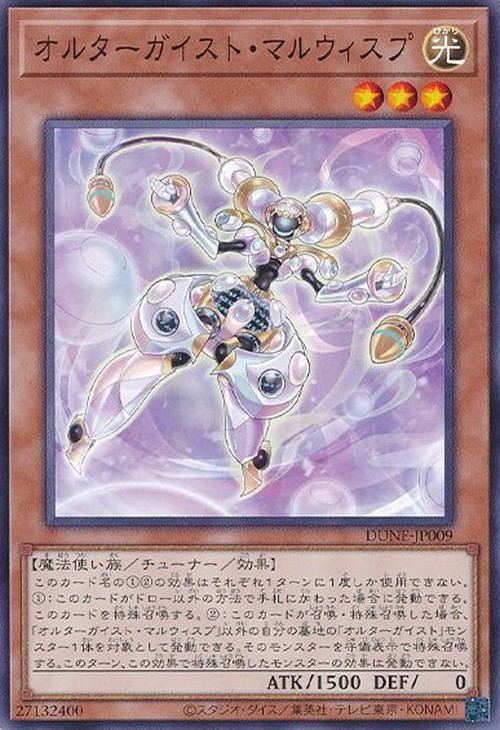 オルターガイスト・マルウィスプ
ひかり
光
DUNE-JP009
【魔法使い族／チューナー／効果】
このカード名の①②の効果はそれぞれ1ターンに1度しか使用できない。
①:このカードがドロー以外の方法で手札に加わった場合に発動できる。
このカードを特殊召喚する。②:このカードが召喚・特殊召喚した場合、
「オルターガイスト・マルウィスプ」以外の自分の墓地の「オルターガイスト」モンス
ター1体を対象として発動できる。そのモンスターを守備表示で特殊召喚
する。このターン、この効果で特殊召喚したモンスターの効果は発動できない。
ATK/1500 DEF/ 0
27132400
©スタジオ・ダイス／集英社・テレビ東京・KONAMI